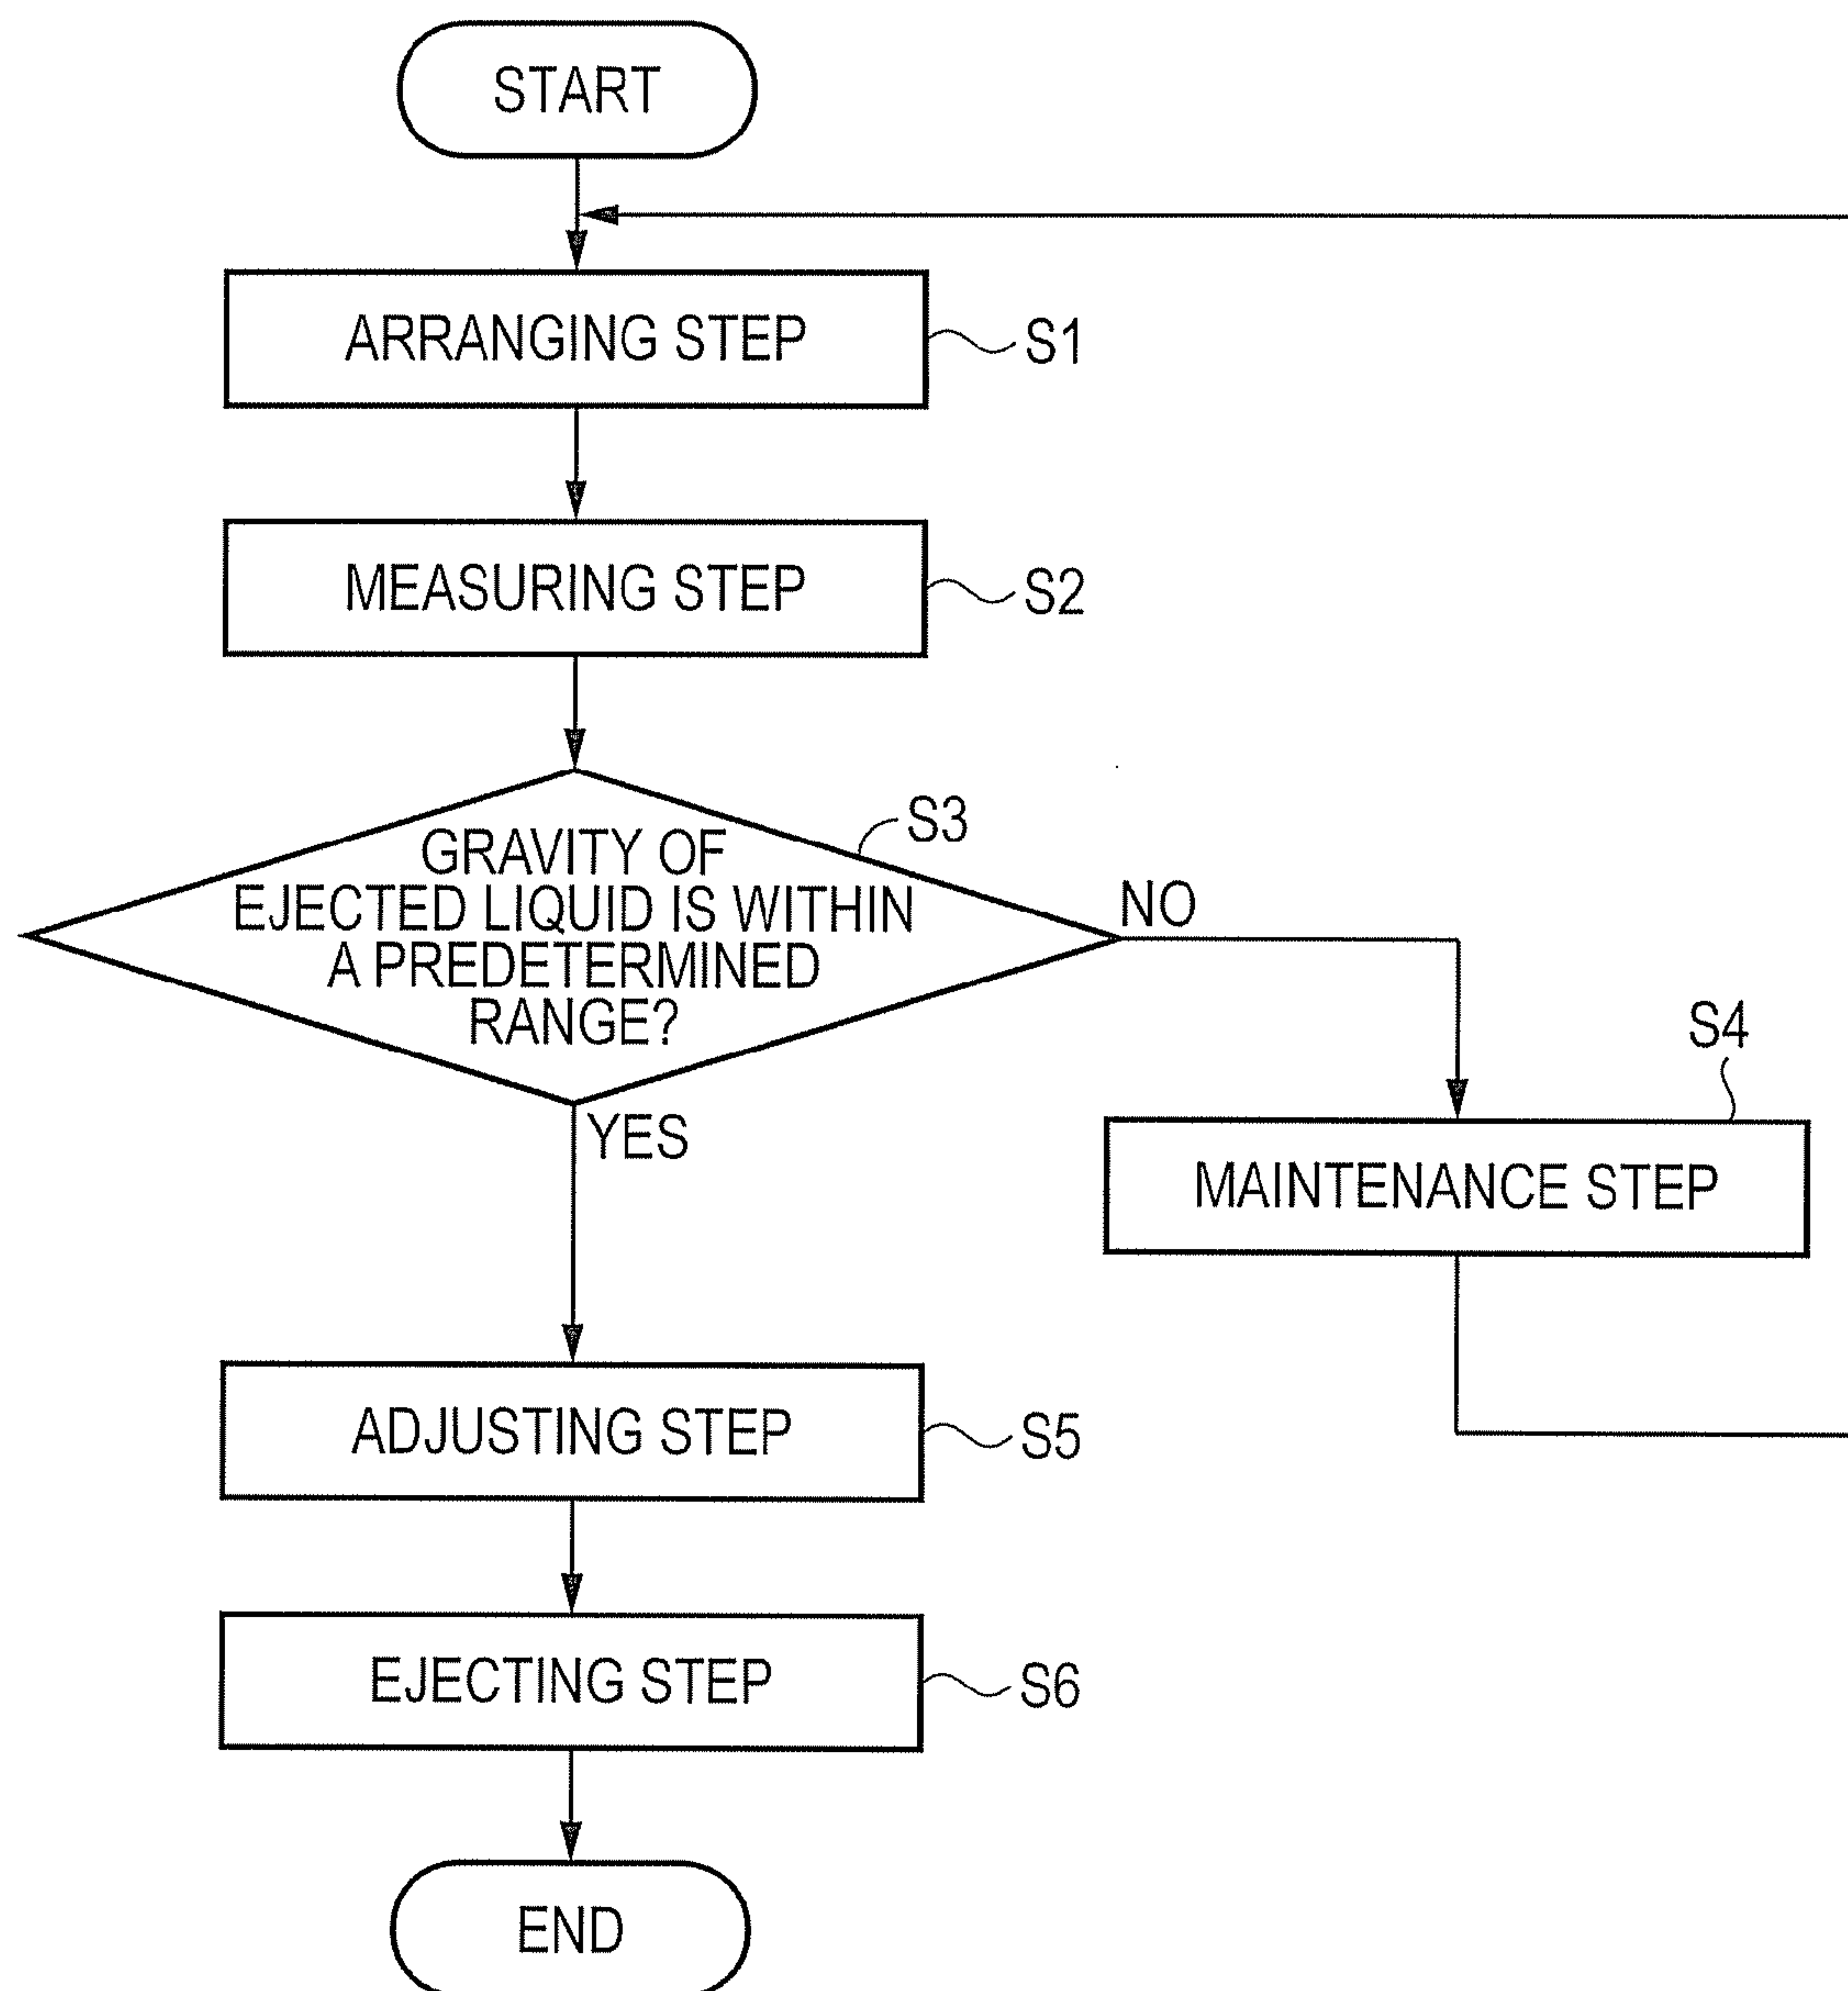 START
ARRANGING STEP
S1
MEASURING STEP
S2
S3
GRAVITY OF
EJECTED LIQUID IS WITHIN
A PREDETERMINED
RANGE?
NO
YES
S4
MAINTENANCE STEP
ADJUSTING STEP
S5
EJECTING STEP
S6
END